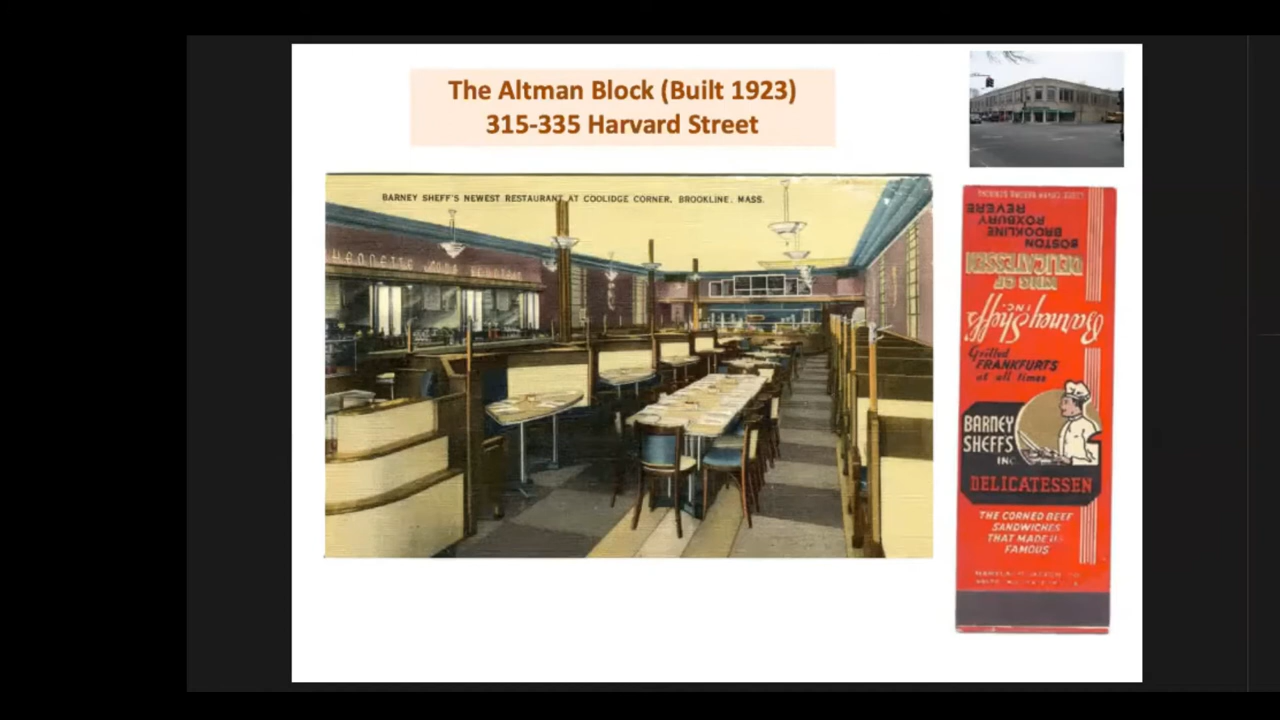 The Altman Block (Built 1923)
315-335 Harvard Street
BARNEY SHEFF'S NEWEST RESTAURANT AT COOLIDGE CORNER, BROOKLINE, MASS.
BOSTON
BROOKLINE
ROXBURY
REVERE
KING OF
DELICATESSEN
Barney Sheff's
INC.
Grilled
FRANKFURTS
at all times
BARNEY
SHEFFS
INC
DELICATESSEN
THE CORNED BEEF
SANDWICHES
THAT MADE US
FAMOUS